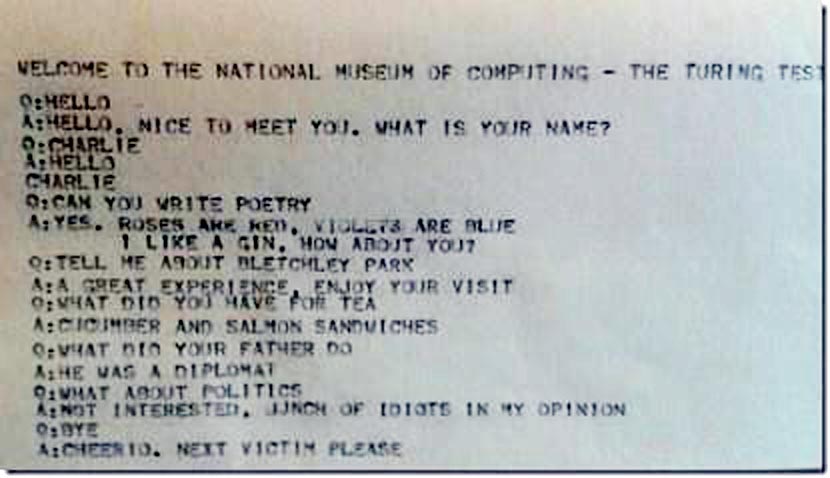 WELCOME TO THE NATIONAL MUSEUM OF COMPUTING - THE TURING TEST
Q:HELLO
A:HELLO. NICE TO MEET YOU. WHAT IS YOUR NAME?
Q:CHARLIE
A:HELLO
CHARLIE
Q:CAN YOU WRITE POETRY
A:YES. ROSES ARE RED, VIOLETS ARE BLUE
I LIKE A GIN, HOW ABOUT YOU?
Q:TELL ME ABOUT BLETCHLEY PARK
A:A GREAT EXPERIENCE, ENJOY YOUR VISIT
Q:WHAT DID YOU HAVE FOR TEA
A:CUCUMBER AND SALMON SANDWICHES
Q:WHAT DID YOUR FATHER DO
A:HE WAS A DIPLOMAT
Q:WHAT ABOUT POLITICS
A:NOT INTERESTED, OF IDIOTS IN MY OPINION
Q:BYE
A:CHEERIO. NEXT VICTIM PLEASE